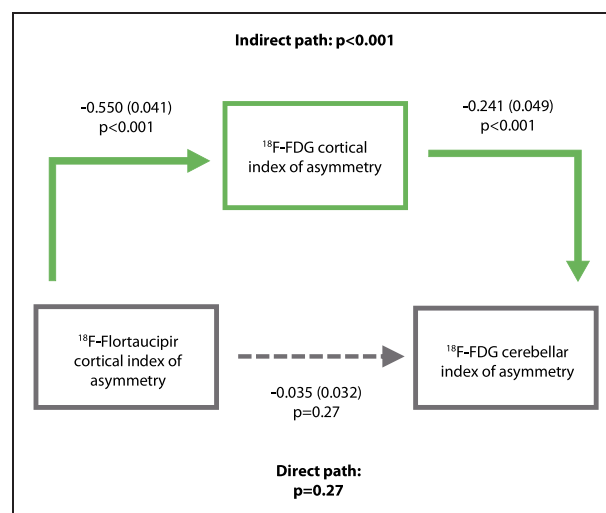 Indirect path: p<0.001
-0.550 (0.041)
p<0.001
-0.241 (0.049)
p<0.001
¹⁸F-FDG cortical
index of asymmetry
¹⁸F-Flortaucipir
cortical index of
asymmetry
¹⁸F-FDG cerebellar
index of asymmetry
-0.035 (0.032)
p=0.27
Direct path:
p=0.27